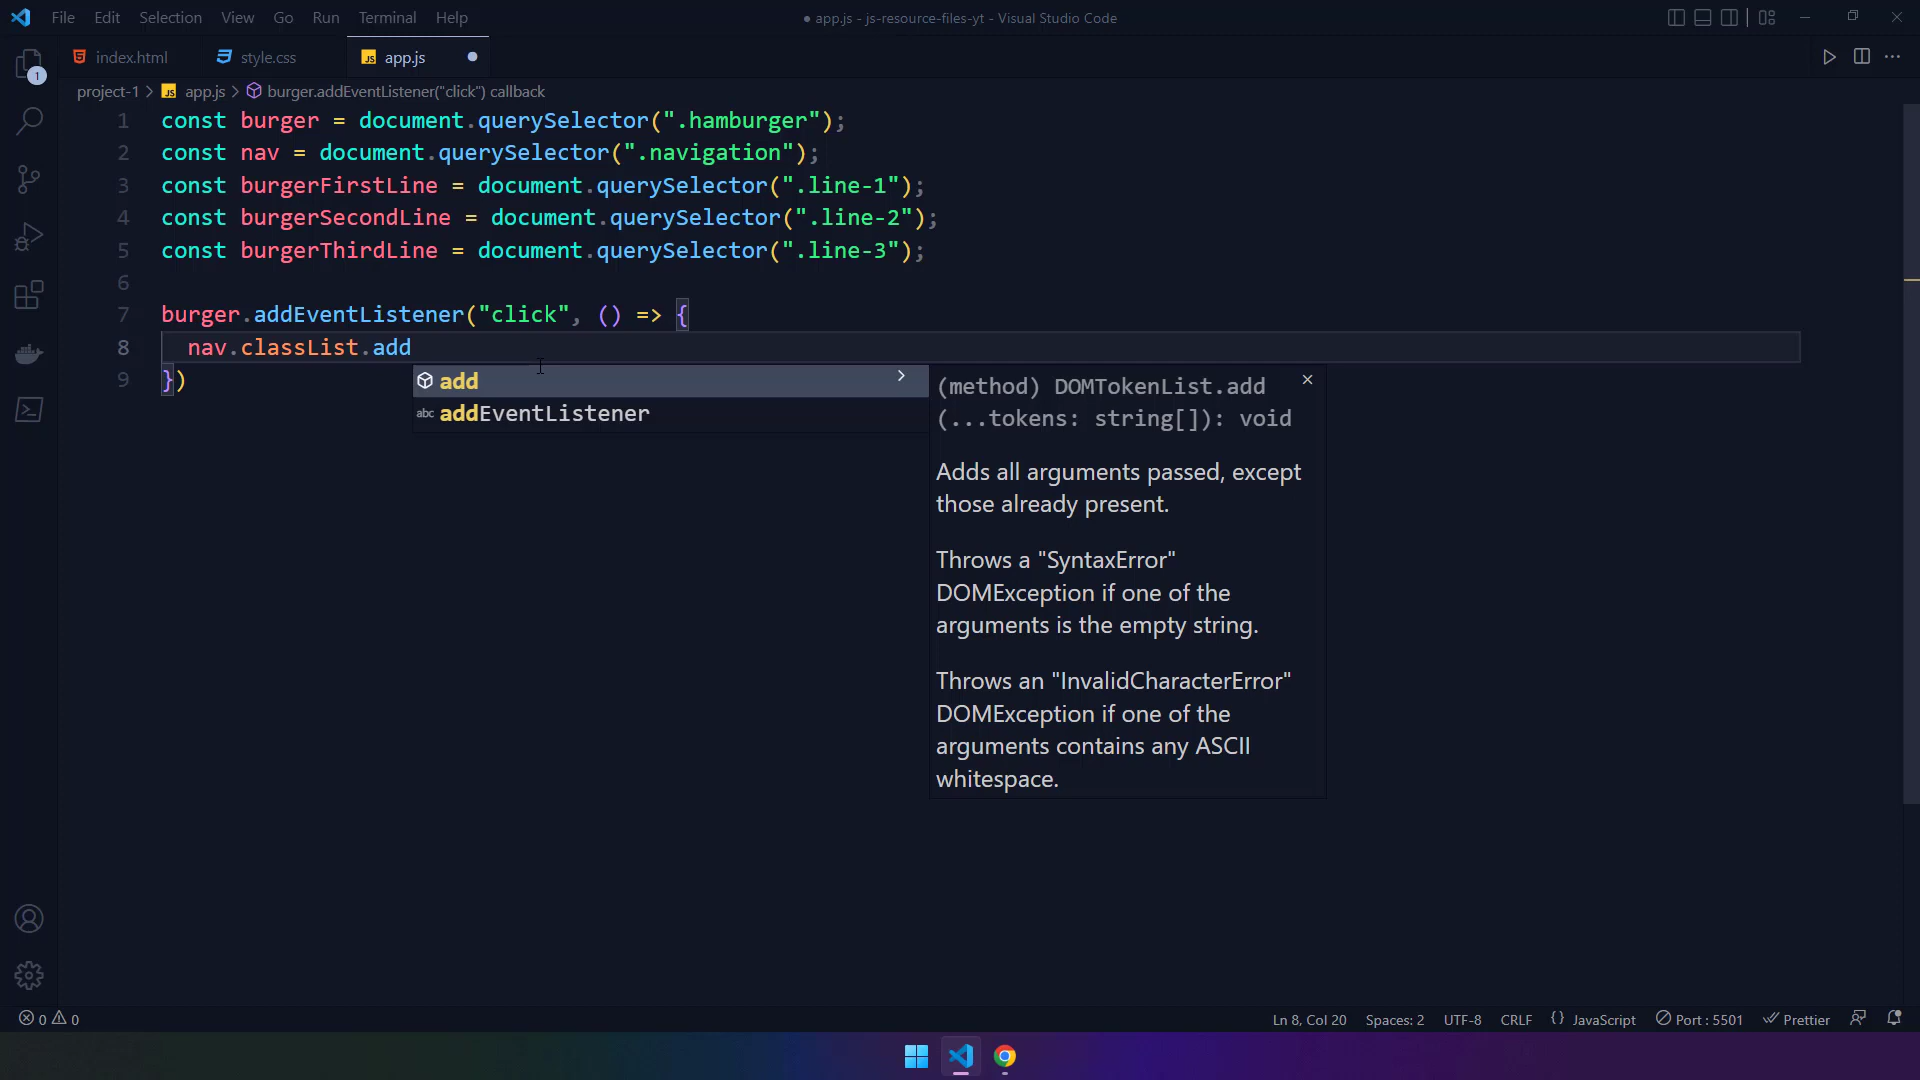 File Edit Selection View Go Run Terminal Help
● app.js - js-resource-files-yt - Visual Studio Code
index.html style.css JS app.js
1
project-1 > JS app.js > burger.addEventListener("click") callback
1 const burger = document.querySelector(".hamburger");
2 const nav = document.querySelector(".navigation");
3 const burgerFirstLine = document.querySelector(".line-1");
4 const burgerSecondLine = document.querySelector(".line-2");
5 const burgerThirdLine = document.querySelector(".line-3");
6
7 burger.addEventListener("click", () => {
8 nav.classList.add
9 })
add
abc addEventListener
(method) DOMTokenList.add
(...tokens: string[]): void
Adds all arguments passed, except
those already present.
Throws a "SyntaxError"
DOMException if one of the
arguments is the empty string.
Throws an "InvalidCharacterError"
DOMException if one of the
arguments contains any ASCII
whitespace.
0 0 Ln 8, Col 20 Spaces: 2 UTF-8 CRLF {} JavaScript Port : 5501 Prettier